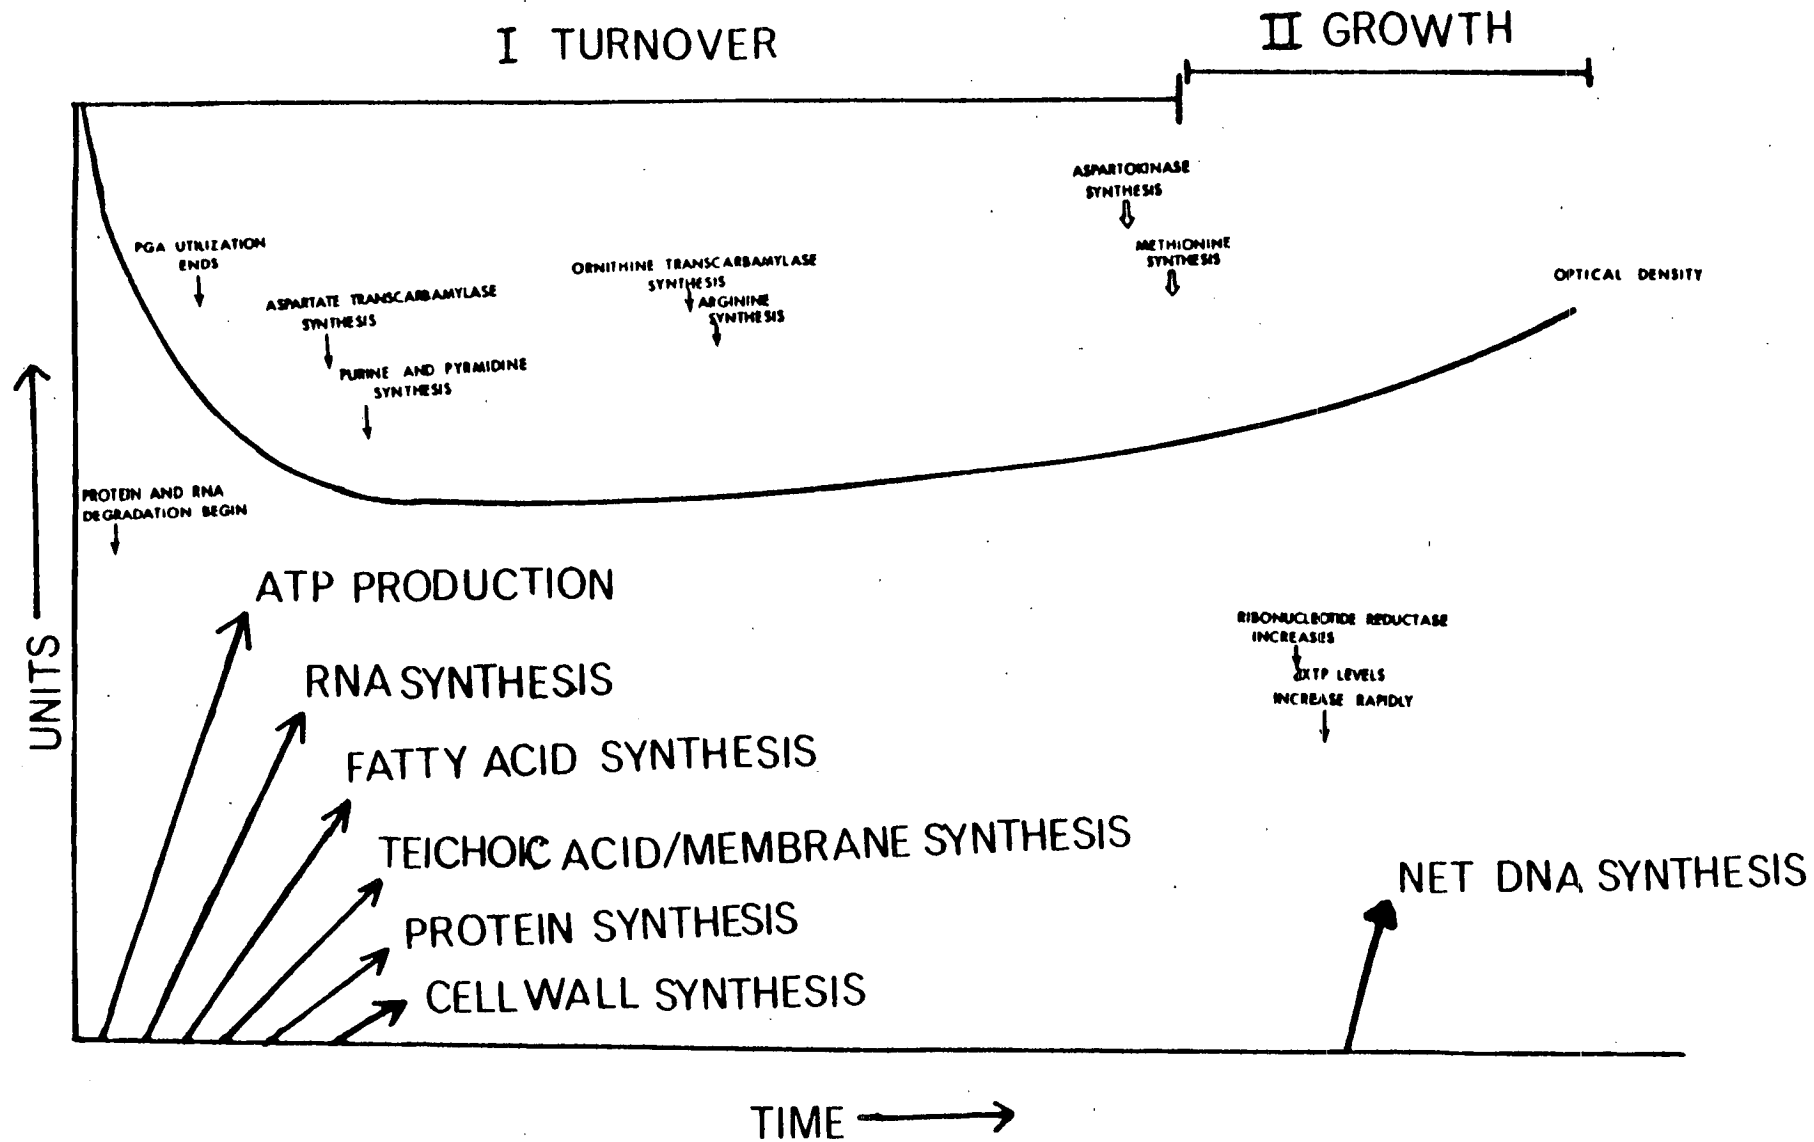 I TURNOVER
II GROWTH
ASPARTOKINASE
SYNTHESIS
PGA UTILIZATION
ENDS
METHIONINE
SYNTHESIS
ORNITHINE TRANSCARBAMYLASE
SYNTHESIS
ARGININE
SYNTHESIS
OPTICAL DENSITY
ASPARTATE TRANSCARBAMYLASE
SYNTHESIS
PURINE AND PYRMIDINE
SYNTHESIS
PROTEIN AND RNA
DEGRADATION BEGIN
ATP PRODUCTION
RIBONUCLEOTIDE REDUCTASE
INCREASES
dXTP LEVELS
INCREASE RAPIDLY
RNA SYNTHESIS
FATTY ACID SYNTHESIS
TEICHOIC ACID/MEMBRANE SYNTHESIS
NET DNA SYNTHESIS
PROTEIN SYNTHESIS
CELL WALL SYNTHESIS
UNITS
TIME